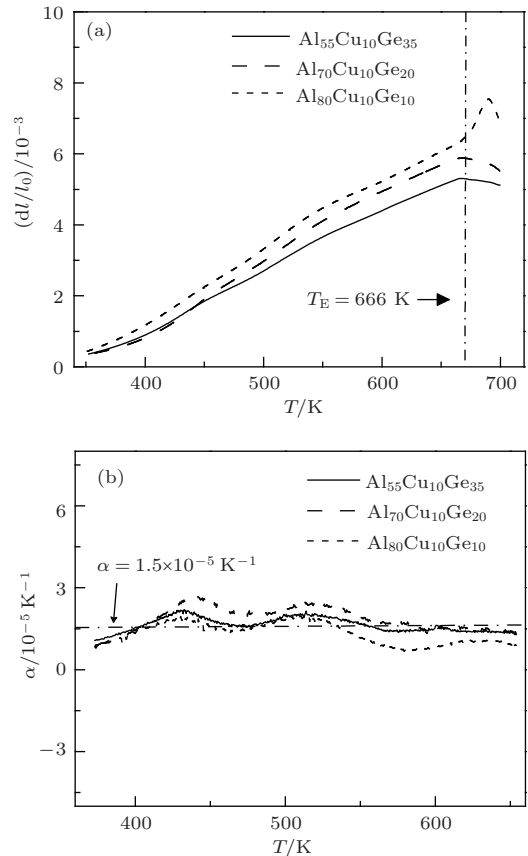 (a)
Al₅₅Cu₁₀Ge₃₅
Al₇₀Cu₁₀Ge₂₀
Al₈₀Cu₁₀Ge₁₀
10
8
6
4
2
0
(dl/l₀)/10⁻³
T_E = 666 K
400
500
600
700
T/K
(b)
Al₅₅Cu₁₀Ge₃₅
Al₇₀Cu₁₀Ge₂₀
Al₈₀Cu₁₀Ge₁₀
α = 1.5×10⁻⁵ K⁻¹
6
3
0
−3
α/10⁻⁵ K⁻¹
400
500
600
T/K